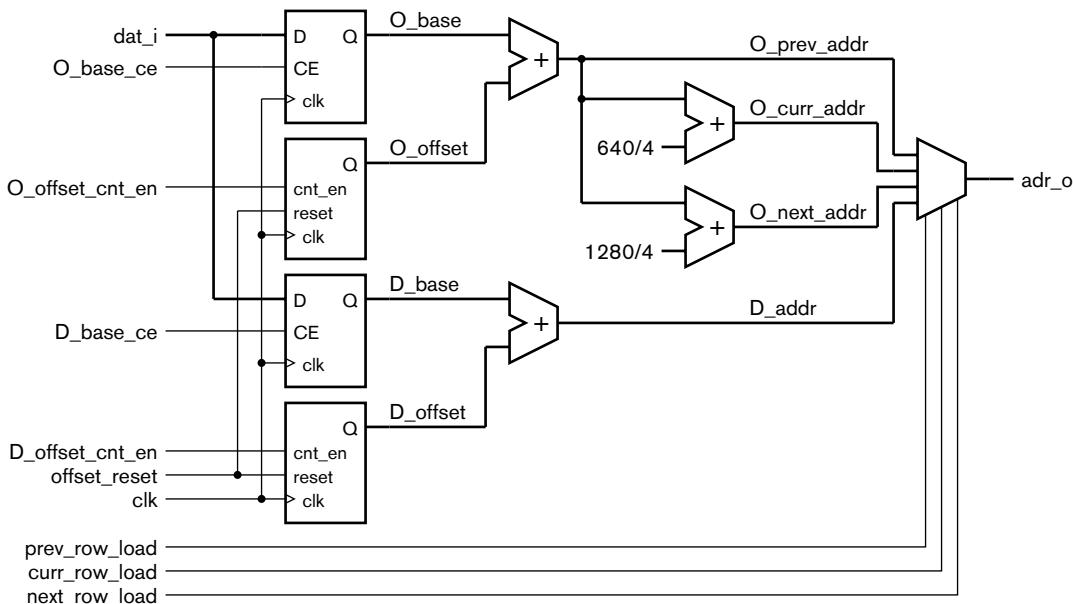 dat_i
O_base_ce
O_offset_cnt_en
D_base_ce
D_offset_cnt_en
offset_reset
clk
prev_row_load
curr_row_load
next_row_load
D Q
CE
clk
Q
cnt_en
reset
clk
D Q
CE
clk
Q
cnt_en
reset
clk
O_base
O_offset
D_base
D_offset
+
+
O_prev_addr
640/4
+
O_curr_addr
1280/4
+
O_next_addr
D_addr
adr_o